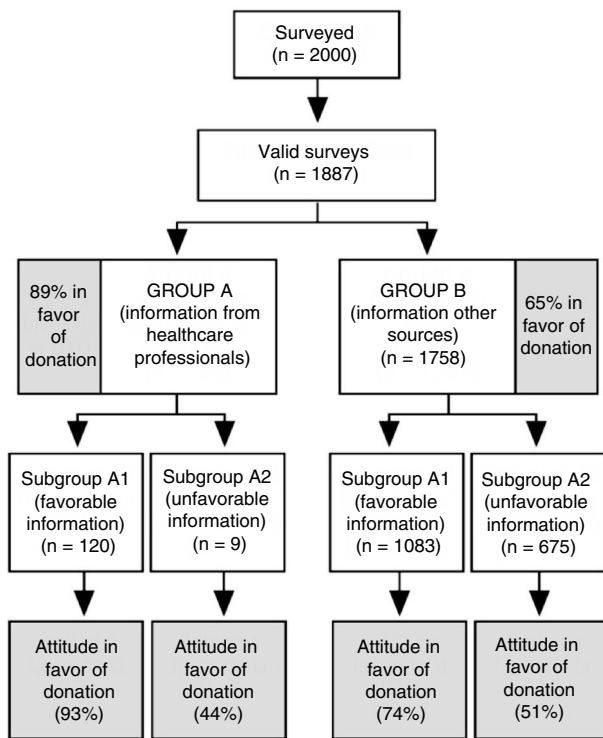 Surveyed
(n = 2000)
Valid surveys
(n = 1887)
89% in
favor
of
donation
GROUP A
(information from
healthcare
professionals)
GROUP B
(information other
sources)
(n = 1758)
65% in
favor of
donation
Subgroup A1
(favorable
information)
(n = 120)
Subgroup A2
(unfavorable
information)
(n = 9)
Subgroup A1
(favorable
information)
(n = 1083)
Subgroup A2
(unfavorable
information)
(n = 675)
Attitude in
favor of
donation
(93%)
Attitude in
favor of
donation
(44%)
Attitude in
favor of
donation
(74%)
Attitude in
favor of
donation
(51%)